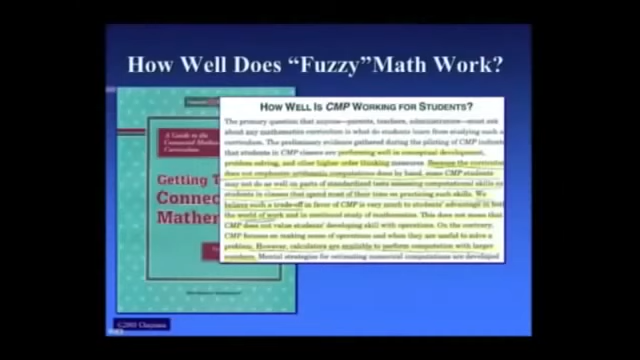 How Well Does “Fuzzy”Math Work?
A Guide to the
Connected Mathematics
Curriculum
Getting T
Connec
Mathem
HOW WELL IS CMP WORKING FOR STUDENTS?
The primary question that anyone—parents, teachers, administrators—must ask
about any mathematics curriculum is what do students learn from studying such a
curriculum. The preliminary evidence gathered during the piloting of CMP indicates
that students in CMP classes are performing well in conceptual development,
problem solving, and other higher order thinking measures. Because the curriculum
does not emphasize arithmetic computations done by hand, some CMP students
may not do as well on parts of standardized tests assessing computational skills as
students in classes that spend most of their time on practicing such skills. We
believe such a trade-off in favor of CMP is very much to students' advantage in both
the world of work and in continued study of mathematics. This does not mean that
CMP does not value students' developing skill with operations. On the contrary,
CMP focuses on making sense of operations and when they are useful to solve a
problem. However, calculators are available to perform computation with larger
numbers. Mental strategies for estimating numerical computations are developed